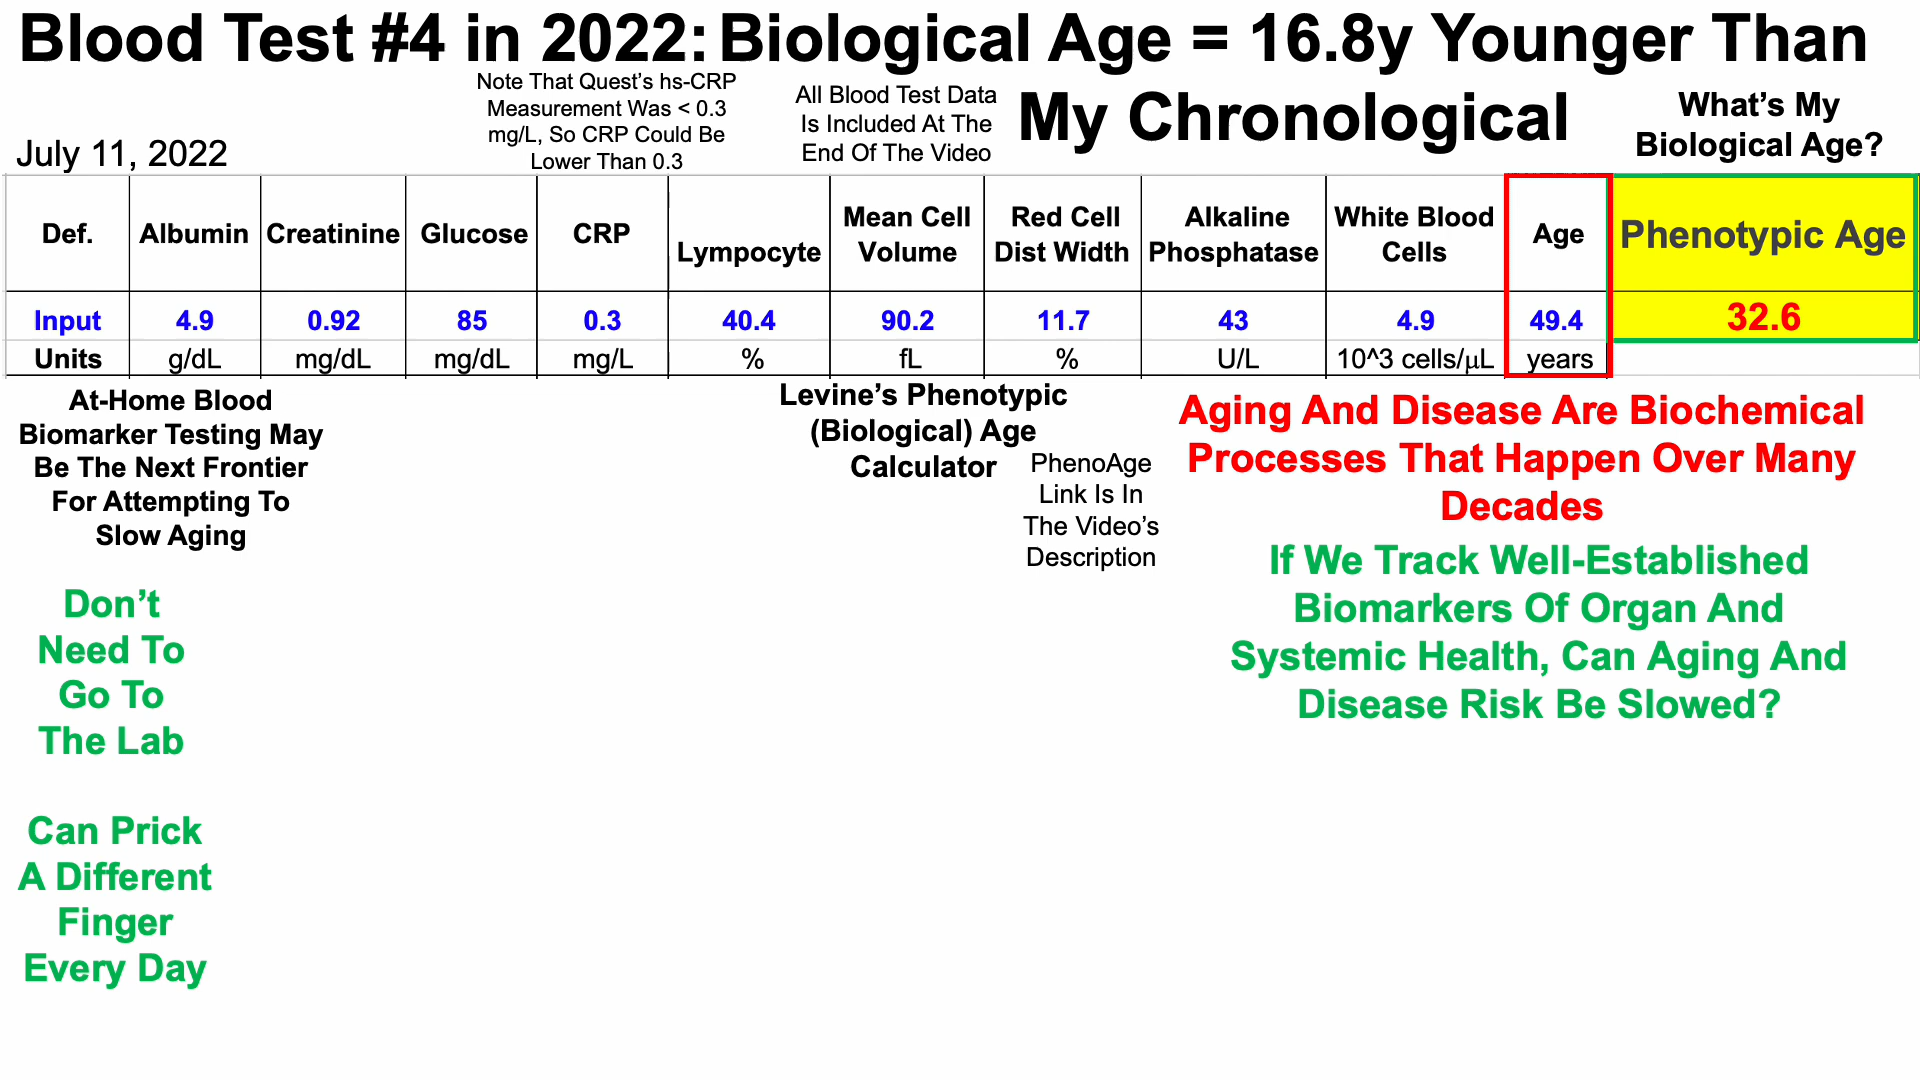 Blood Test #4 in 2022: Biological Age = 16.8y Younger Than
My Chronological
July 11, 2022
Note That Quest’s hs-CRP
Measurement Was < 0.3
mg/L, So CRP Could Be
Lower Than 0.3
All Blood Test Data
Is Included At The
End Of The Video
What’s My
Biological Age?
Def. Albumin Creatinine Glucose CRP Lympocyte Mean Cell Volume Red Cell Dist Width Alkaline Phosphatase White Blood Cells Age Phenotypic Age
Input 4.9 0.92 85 0.3 40.4 90.2 11.7 43 4.9 49.4 32.6
Units g/dL mg/dL mg/dL mg/L % fL % U/L 10^3 cells/µL years
At-Home Blood
Biomarker Testing May
Be The Next Frontier
For Attempting To
Slow Aging
Don’t
Need To
Go To
The Lab
Can Prick
A Different
Finger
Every Day
Levine’s Phenotypic
(Biological) Age
Calculator
PhenoAge
Link Is In
The Video’s
Description
Aging And Disease Are Biochemical
Processes That Happen Over Many
Decades
If We Track Well-Established
Biomarkers Of Organ And
Systemic Health, Can Aging And
Disease Risk Be Slowed?